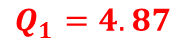 Q₁ = 4.87